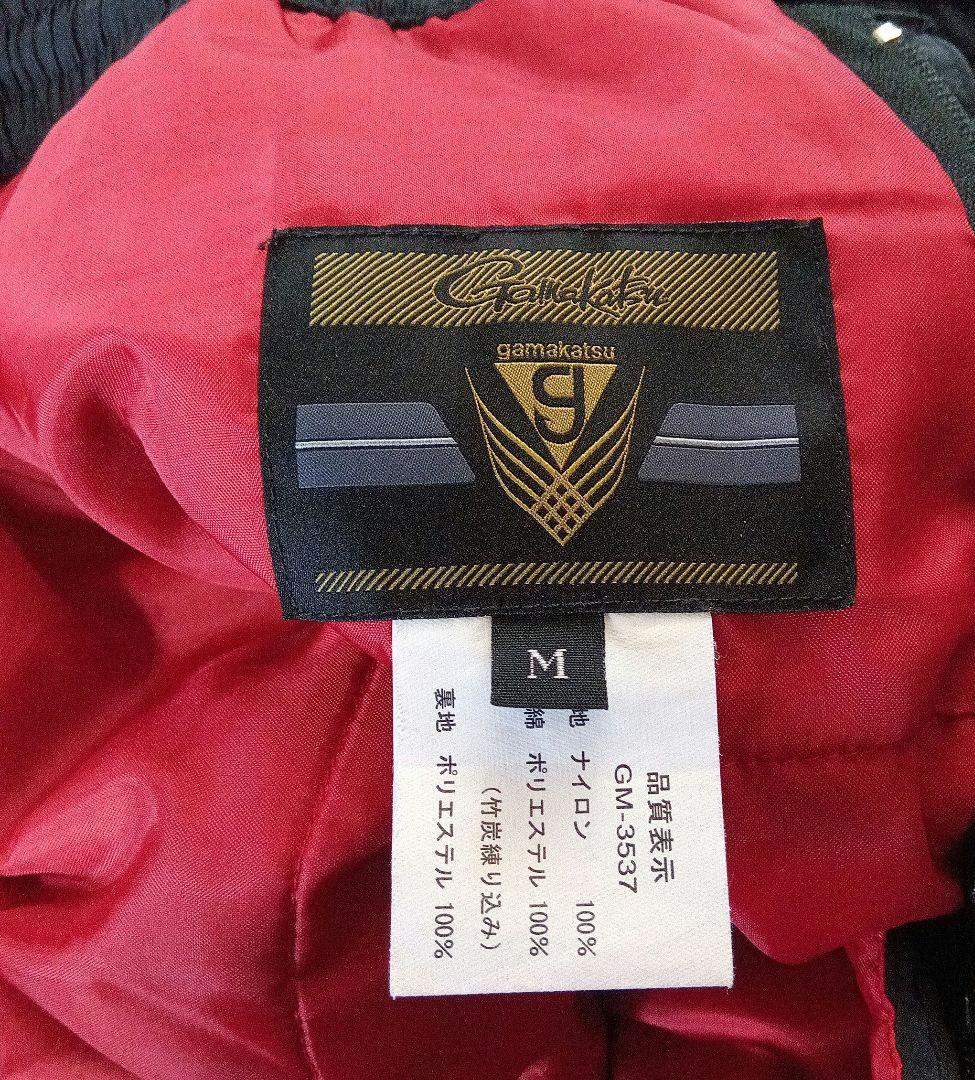 Gamakatsu
gamakatsu
g
M
品質表示
GM-3537
地 ナイロン 100%
綿 ポリエステル 100%
(竹炭練り込み)
裏地 ポリエステル 100%